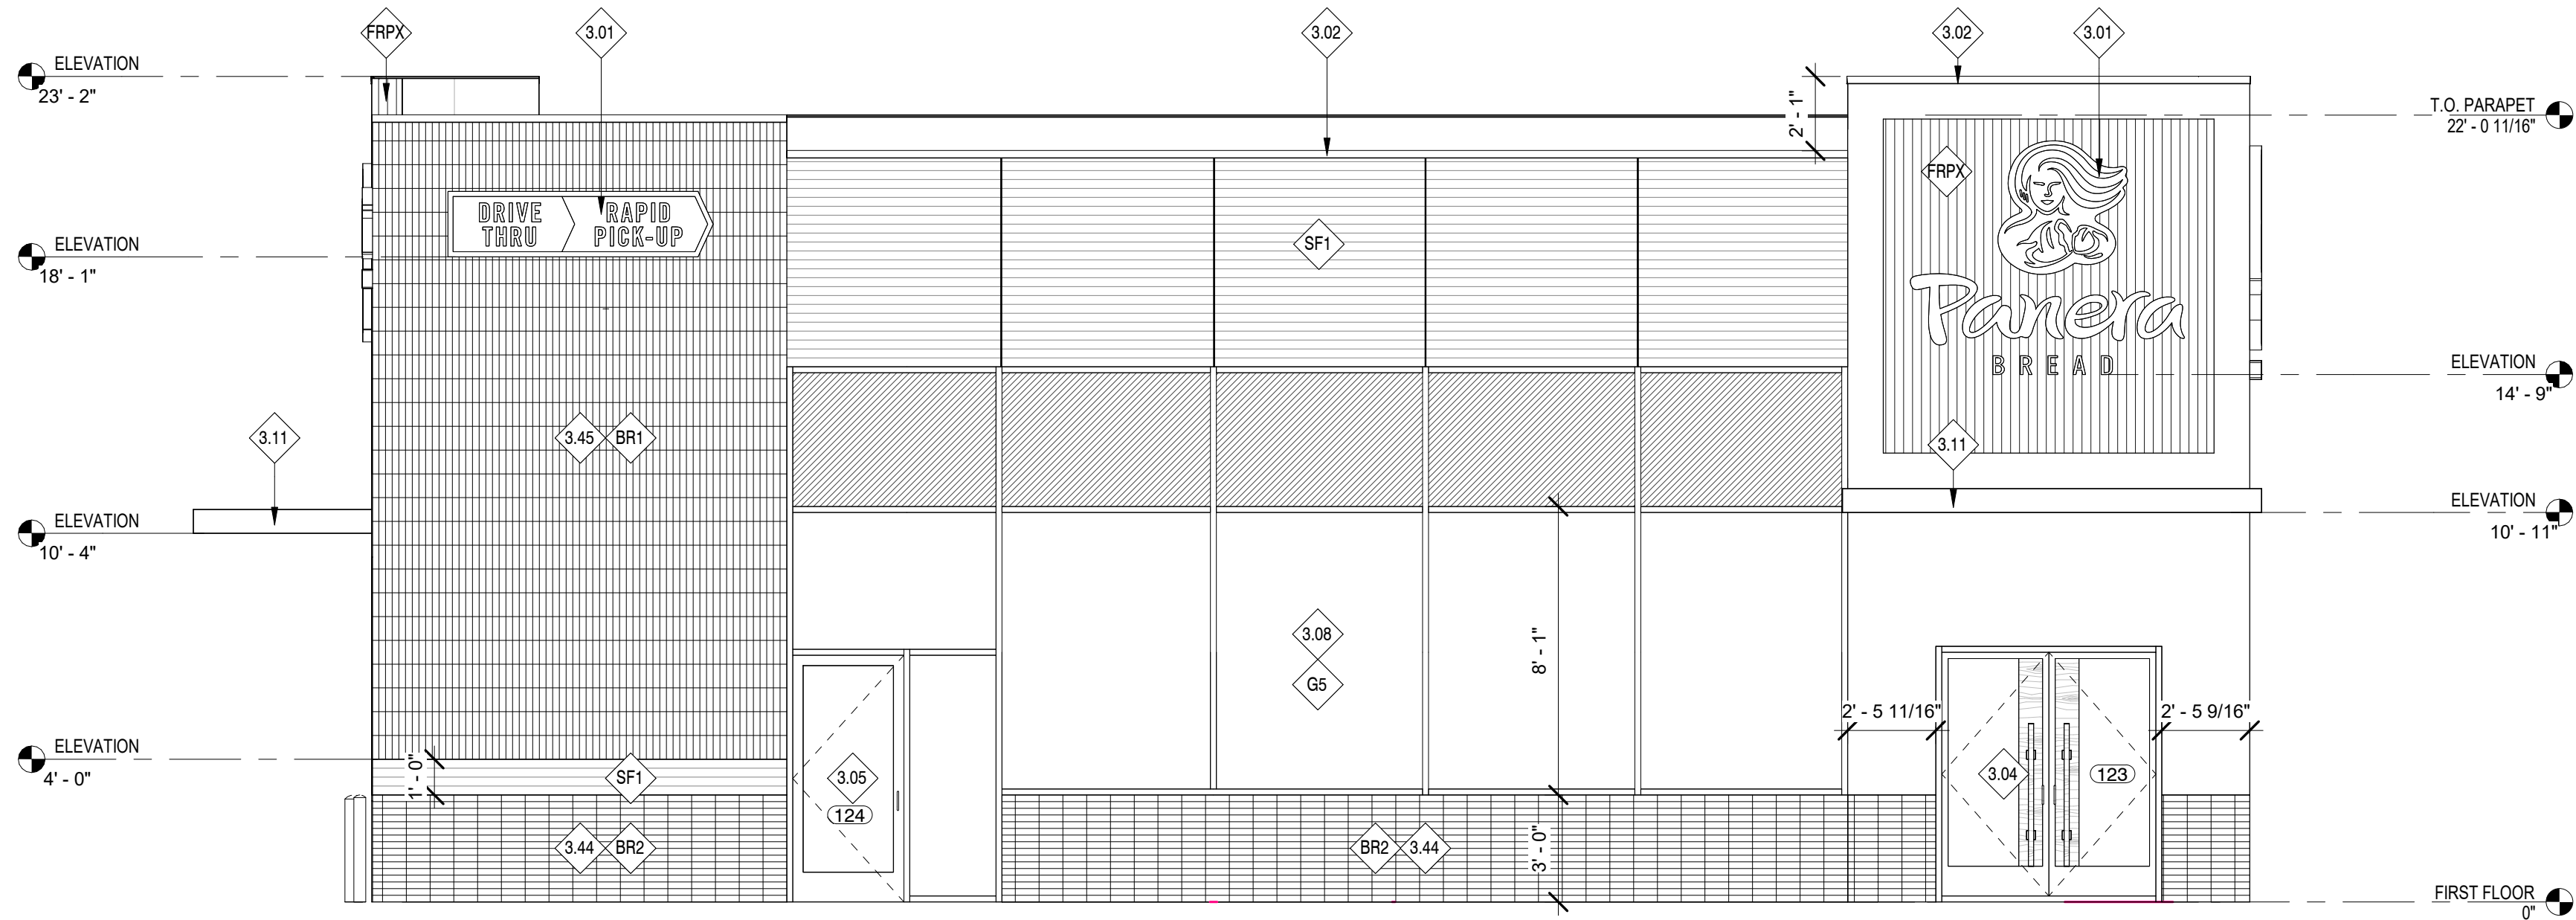 FRPX
3.01
3.02
3.02
3.01
ELEVATION
23' - 2"
2' - 1"
T.O. PARAPET
22' - 0 11/16"
FRPX
DRIVE THRU
RAPID PICK-UP
ELEVATION
18' - 1"
SF1
Panera
BREAD
ELEVATION
14' - 9"
3.11
3.45
BR1
3.11
ELEVATION
10' - 4"
ELEVATION
10' - 11"
3.08
G5
8' - 1"
2' - 5 11/16"
2' - 5 9/16"
ELEVATION
4' - 0"
1' - 0"
SF1
3.05
124
3.04
123
3.44
BR2
BR2
3.44
3' - 0"
FIRST FLOOR
0"